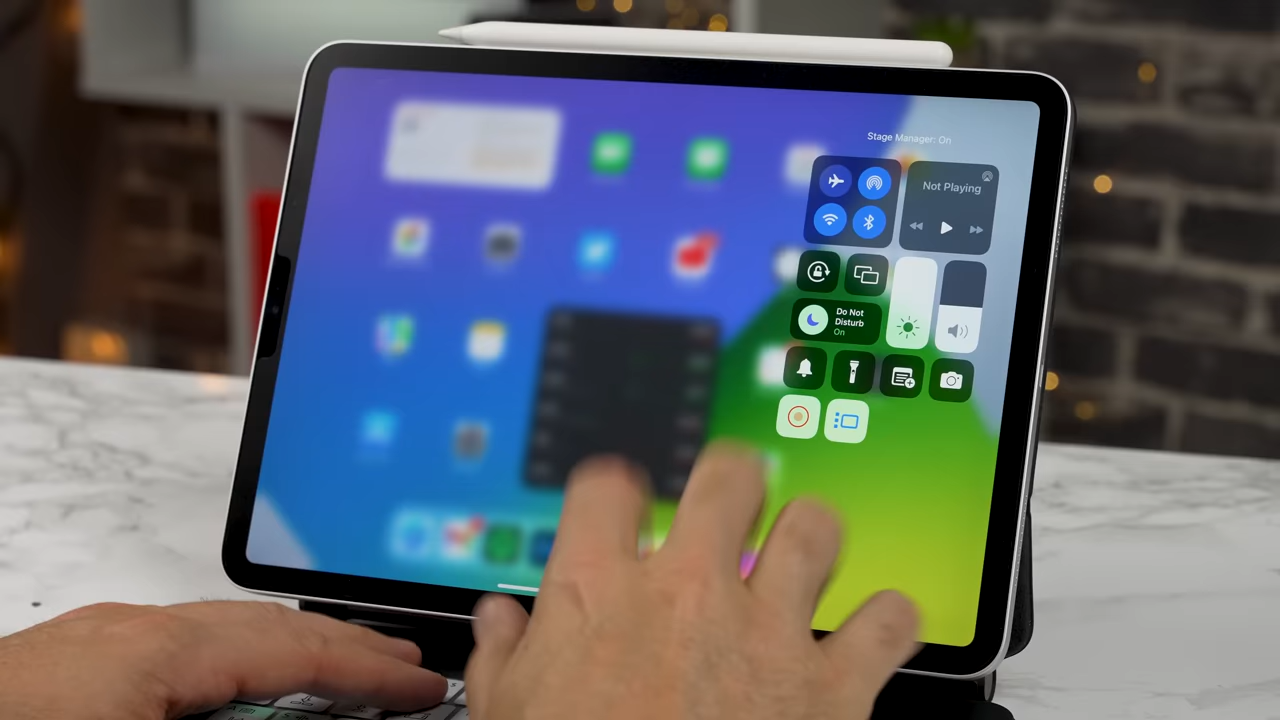 Stage Manager: On
Not Playing
Do Not
Disturb
On